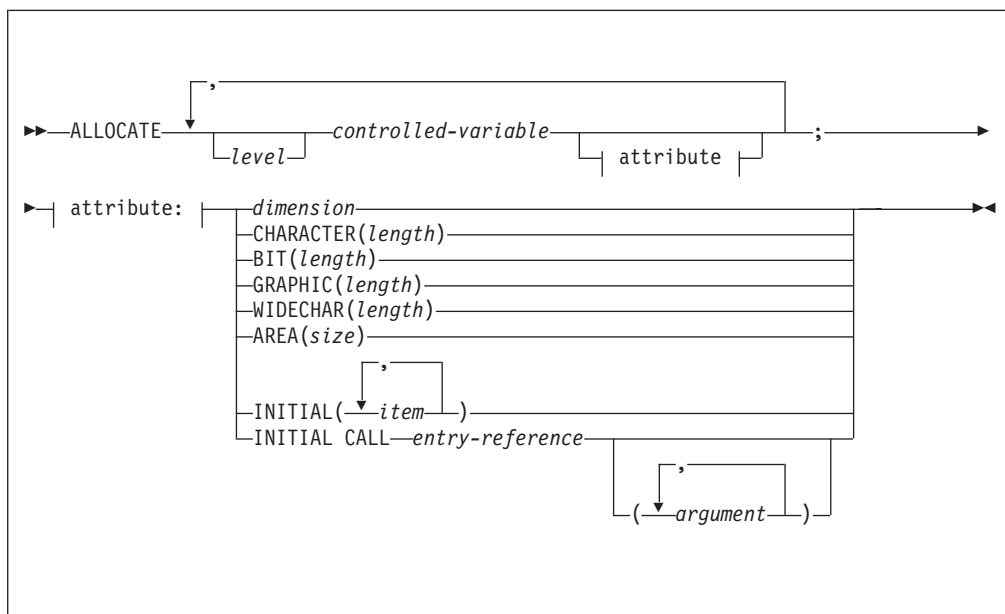 ,
ALLOCATE level controlled-variable attribute ;
attribute: dimension
CHARACTER(length)
BIT(length)
GRAPHIC(length)
WIDECHAR(length)
AREA(size)
,
INITIAL(item)
INITIAL CALL entry-reference
,
(argument)